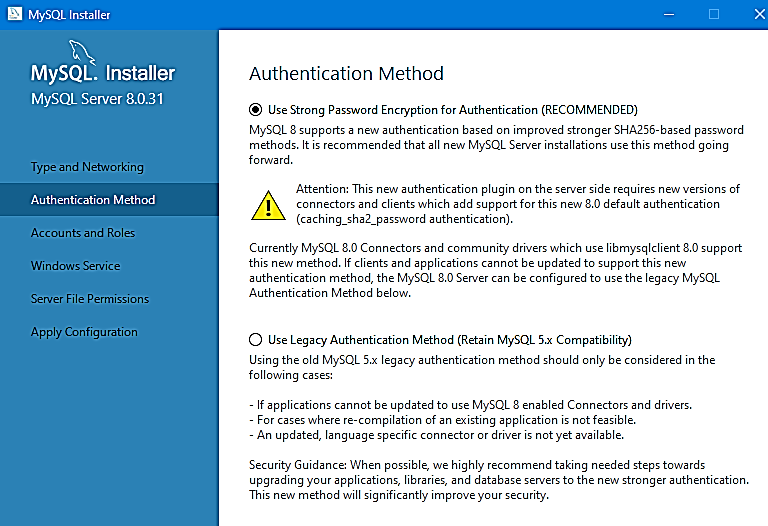 MySQL Installer
MySQL. Installer
MySQL Server 8.0.31
Type and Networking
Authentication Method
Accounts and Roles
Windows Service
Server File Permissions
Apply Configuration
Authentication Method
Use Strong Password Encryption for Authentication (RECOMMENDED)
MySQL 8 supports a new authentication based on improved stronger SHA256-based password
methods. It is recommended that all new MySQL Server installations use this method going
forward.
Attention: This new authentication plugin on the server side requires new versions of
connectors and clients which add support for this new 8.0 default authentication
(caching_sha2_password authentication).
Currently MySQL 8.0 Connectors and community drivers which use libmysqlclient 8.0 support
this new method. If clients and applications cannot be updated to support this new
authentication method, the MySQL 8.0 Server can be configured to use the legacy MySQL
Authentication Method below.
Use Legacy Authentication Method (Retain MySQL 5.x Compatibility)
Using the old MySQL 5.x legacy authentication method should only be considered in the
following cases:
- If applications cannot be updated to use MySQL 8 enabled Connectors and drivers.
- For cases where re-compilation of an existing application is not feasible.
- An updated, language specific connector or driver is not yet available.
Security Guidance: When possible, we highly recommend taking needed steps towards
upgrading your applications, libraries, and database servers to the new stronger authentication.
This new method will significantly improve your security.